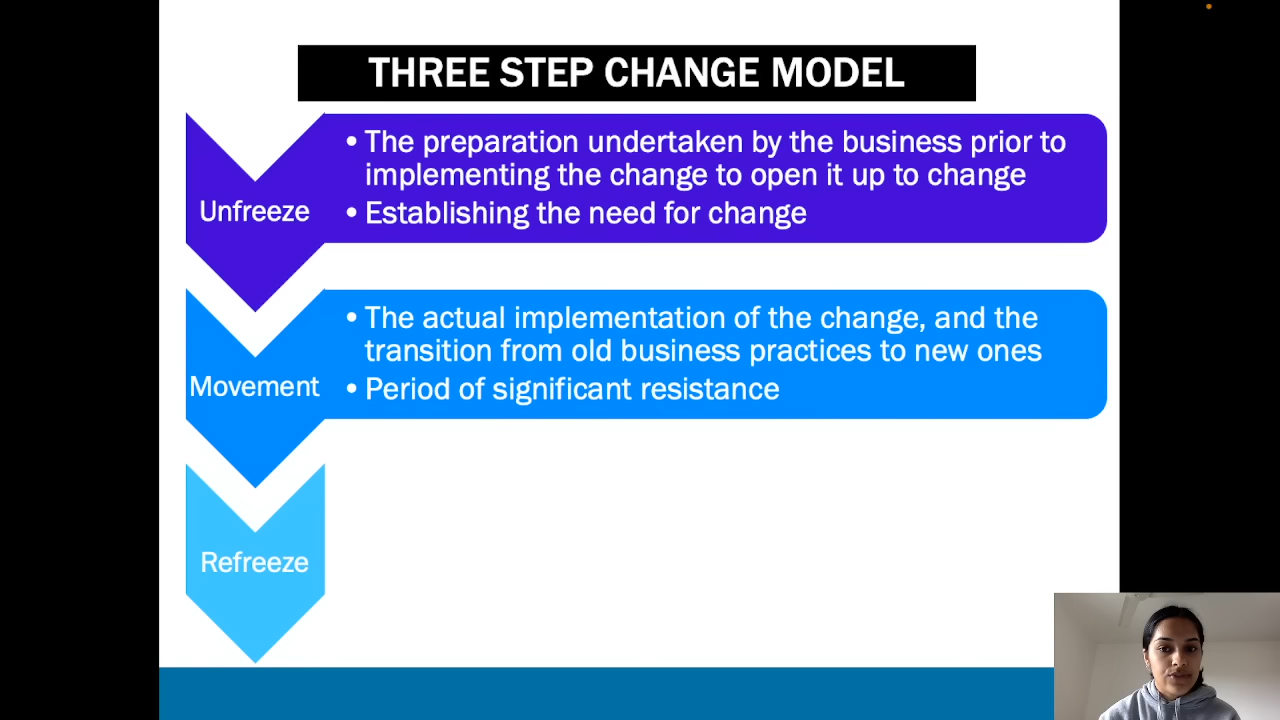 THREE STEP CHANGE MODEL
Unfreeze
• The preparation undertaken by the business prior to
implementing the change to open it up to change
• Establishing the need for change
Movement
• The actual implementation of the change, and the
transition from old business practices to new ones
• Period of significant resistance
Refreeze